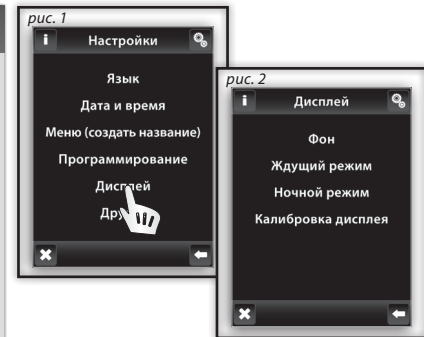 рис. 1
Настройки
Язык
Дата и время
Меню (создать название)
Программирование
Дисплей
рис. 2
Дисплей
Фон
Ждущий режим
Ночной режим
Калибровка дисплея